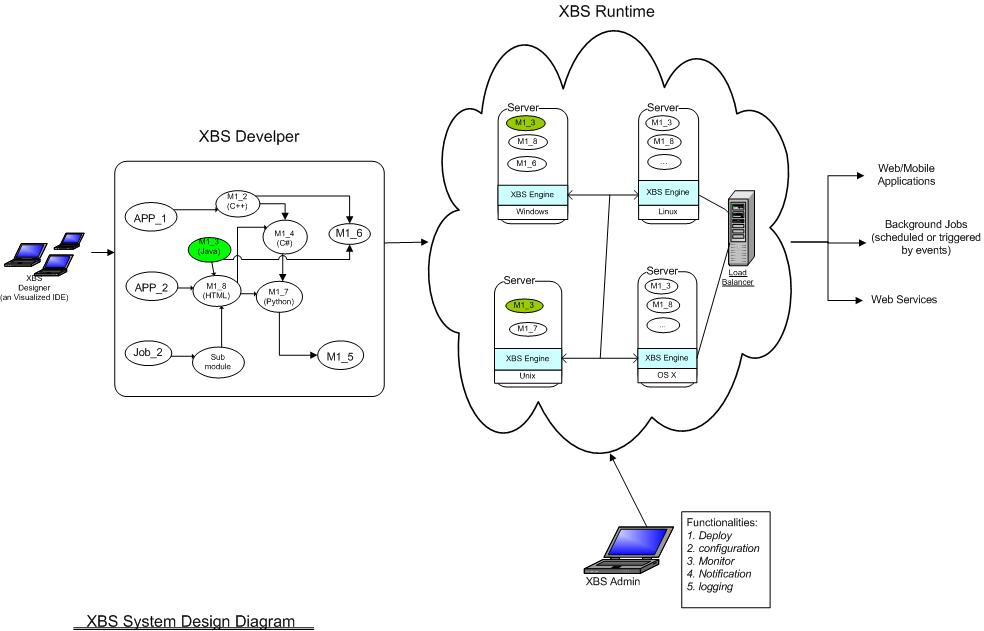 XBS Runtime
XBS Develper
APP_1
M1_2
(C++)
M1_3
(Java)
M1_4
(C#)
M1_6
APP_2
M1_8
(HTML)
M1_7
(Python)
Job_2
Sub
module
M1_5
XBS
Designer
(an Visualized IDE)
Server
M1_3
M1_8
M1_6
XBS Engine
Windows
Server
M1_3
M1_8
...
XBS Engine
Linux
Server
M1_3
M1_7
XBS Engine
Unix
Server
M1_3
M1_8
...
XBS Engine
OS X
Load
Balancer
Web/Mobile
Applications
Background Jobs
(scheduled or triggered
by events)
Web Services
XBS Admin
Functionalities:
1. Deploy
2. configuration
3. Monitor
4. Notification
5. logging
XBS System Design Diagram